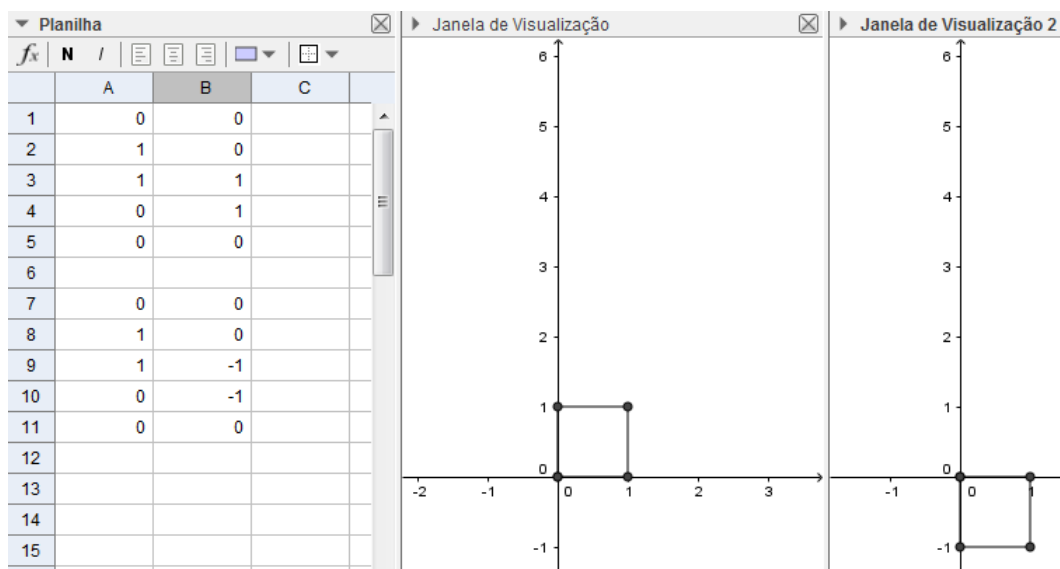 Planilha
fx N I
A B C
1 0 0
2 1 0
3 1 1
4 0 1
5 0 0
6
7 0 0
8 1 0
9 1 -1
10 0 -1
11 0 0
12
13
14
15
Janela de Visualização
6
5
4
3
2
1
0
-2 -1 0 1 2 3
-1
Janela de Visualização 2
6
5
4
3
2
1
0
-1 0 1
-1